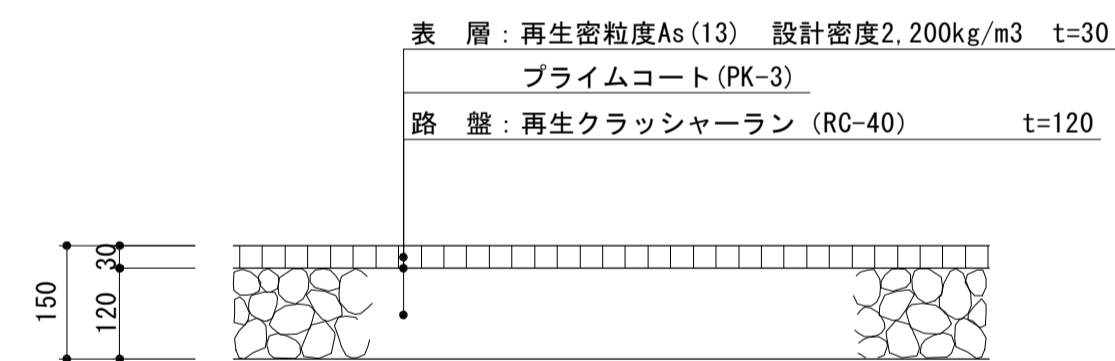 表　層：再生密粒度As(13)　設計密度2,200kg/m3　t=30
プライムコート(PK-3)
路　盤：再生クラッシャーラン（RC-40）　t=120
30
150
120